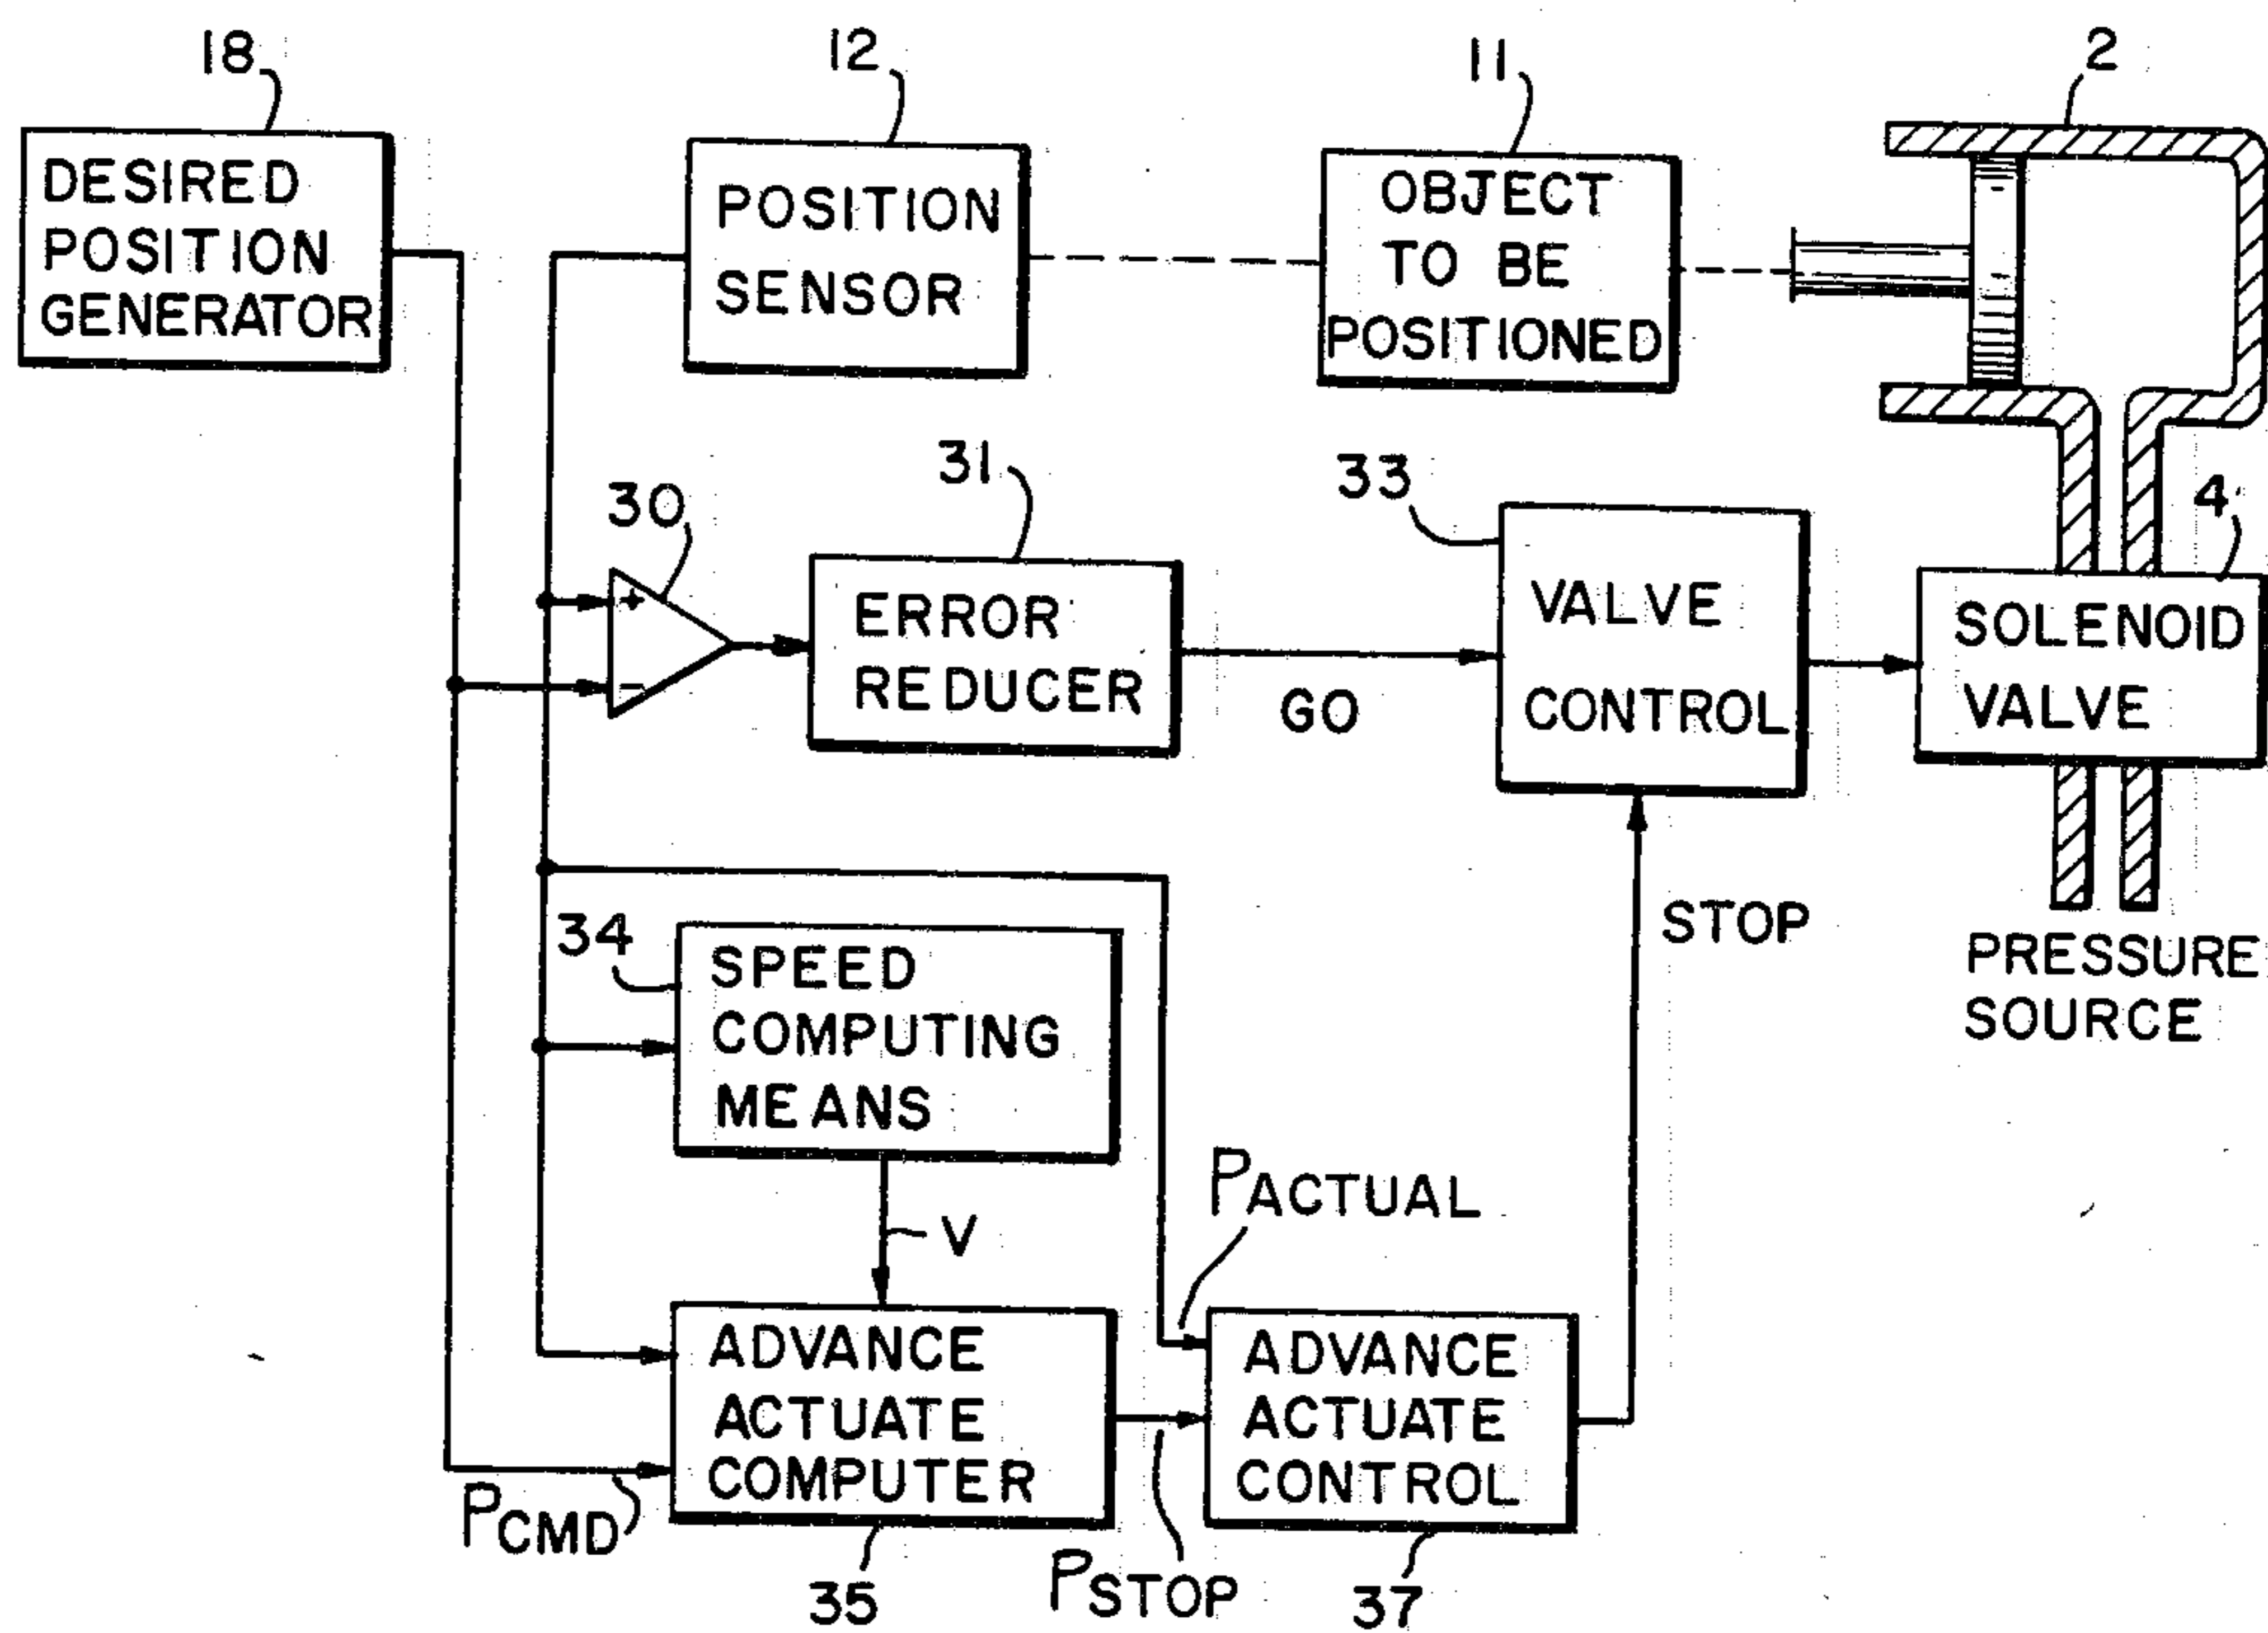 18
12
11
2
DESIRED
POSITION
GENERATOR
POSITION
SENSOR
OBJECT
TO BE
POSITIONED
30
31
33
4
+
−
ERROR
REDUCER
GO
VALVE
CONTROL
SOLENOID
VALVE
34
SPEED
COMPUTING
MEANS
STOP
PRESSURE
SOURCE
V
PACTUAL
ADVANCE
ACTUATE
COMPUTER
ADVANCE
ACTUATE
CONTROL
PCMD
35
PSTOP
37